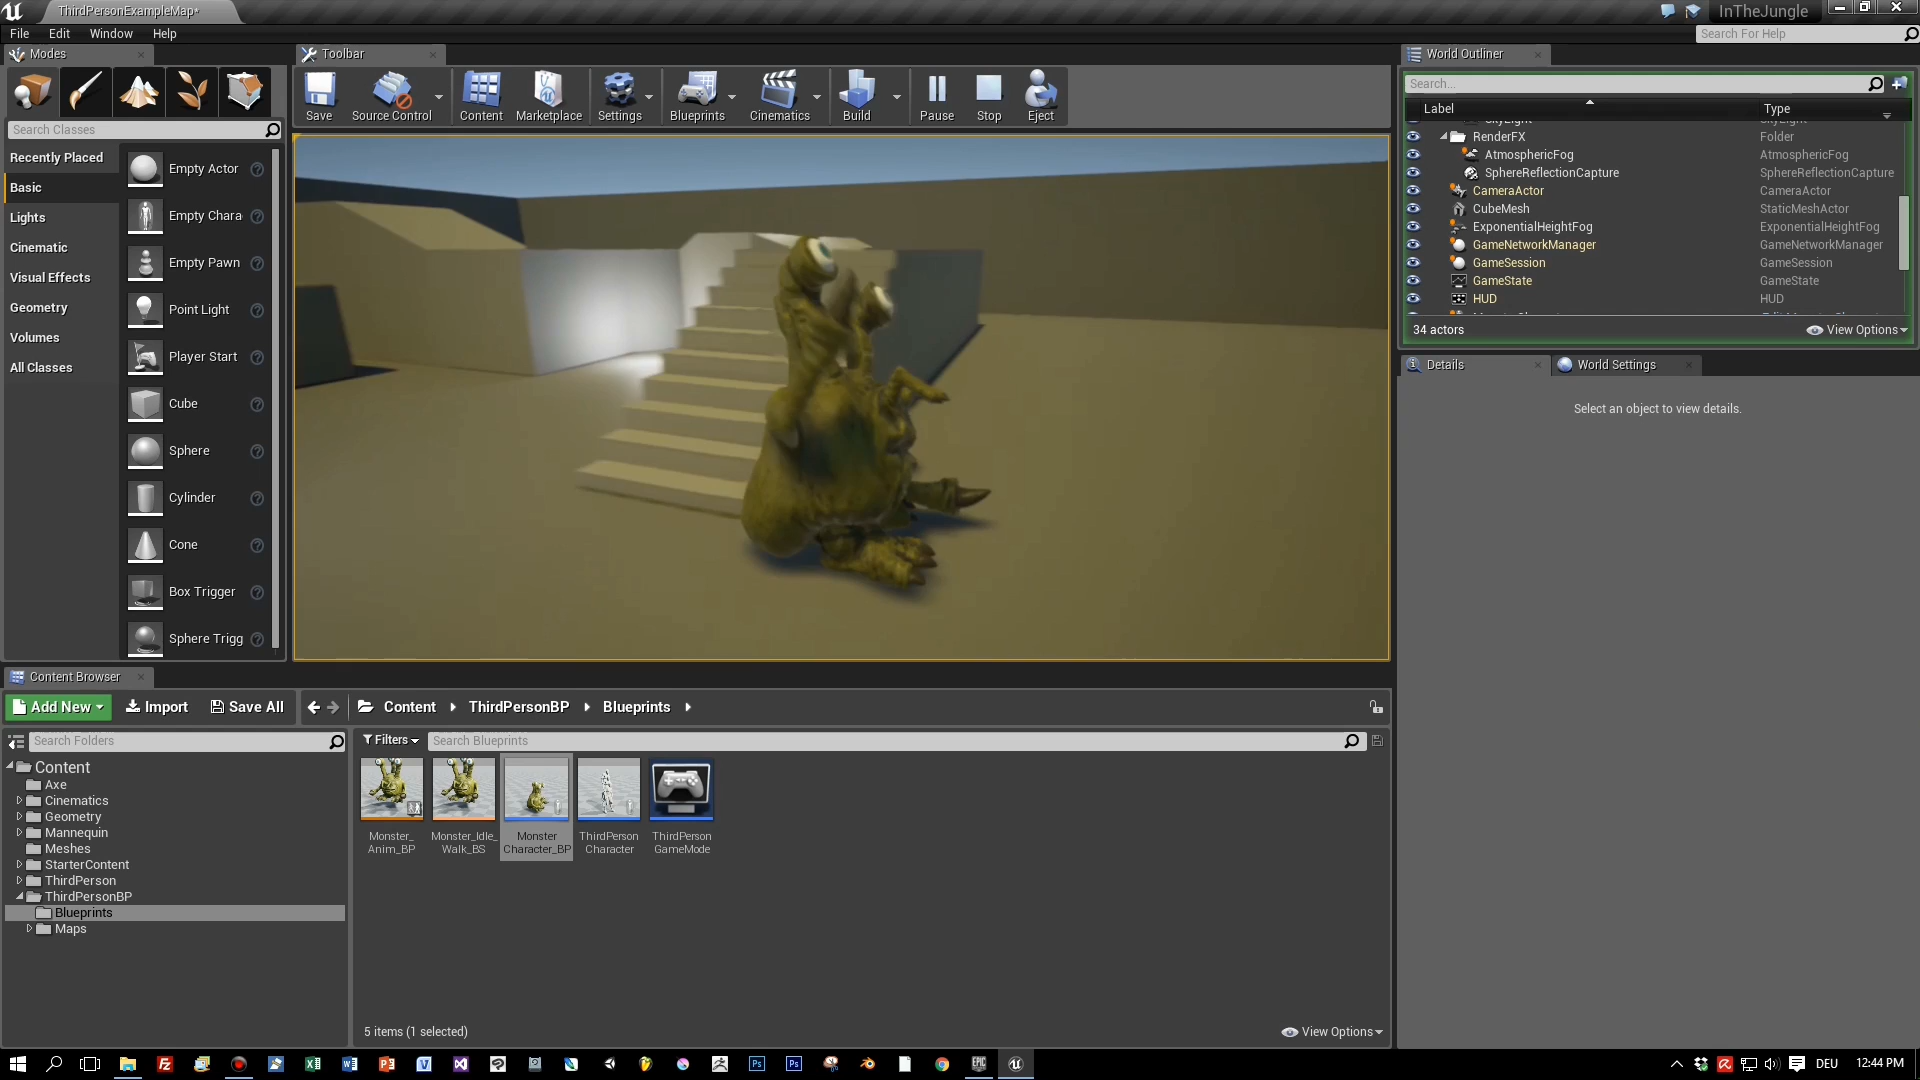 ThirdPersonExampleMap*
InTheJungle
File Edit Window Help
Search For Help
Modes
Toolbar
World Outliner
Search Classes
Recently Placed
Basic
Lights
Cinematic
Visual Effects
Geometry
Volumes
All Classes
Empty Actor
Empty Chara
Empty Pawn
Point Light
Player Start
Cube
Sphere
Cylinder
Cone
Box Trigger
Sphere Trigg
Save
Source Control
Content
Marketplace
Settings
Blueprints
Cinematics
Build
Pause
Stop
Eject
Search...
Label Type
SkyLight SkyLight
RenderFX Folder
AtmosphericFog AtmosphericFog
SphereReflectionCapture SphereReflectionCapture
CameraActor CameraActor
CubeMesh StaticMeshActor
ExponentialHeightFog ExponentialHeightFog
GameNetworkManager GameNetworkManager
GameSession GameSession
GameState GameState
HUD HUD
34 actors
View Options
Details
World Settings
Select an object to view details.
Content Browser
Add New
Import
Save All
Content ThirdPersonBP Blueprints
Search Folders
Filters
Search Blueprints
Content
Axe
Cinematics
Geometry
Mannequin
Meshes
StarterContent
ThirdPerson
ThirdPersonBP
Blueprints
Maps
Monster_
Anim_BP
Monster_Idle_
Walk_BS
Monster
Character_BP
ThirdPerson
Character
ThirdPerson
GameMode
5 items (1 selected)
View Options
DEU
12:44 PM